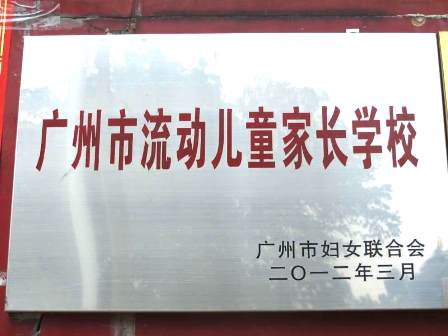 广州市流动儿童家长学校
广州市妇女联合会
二〇一二年三月